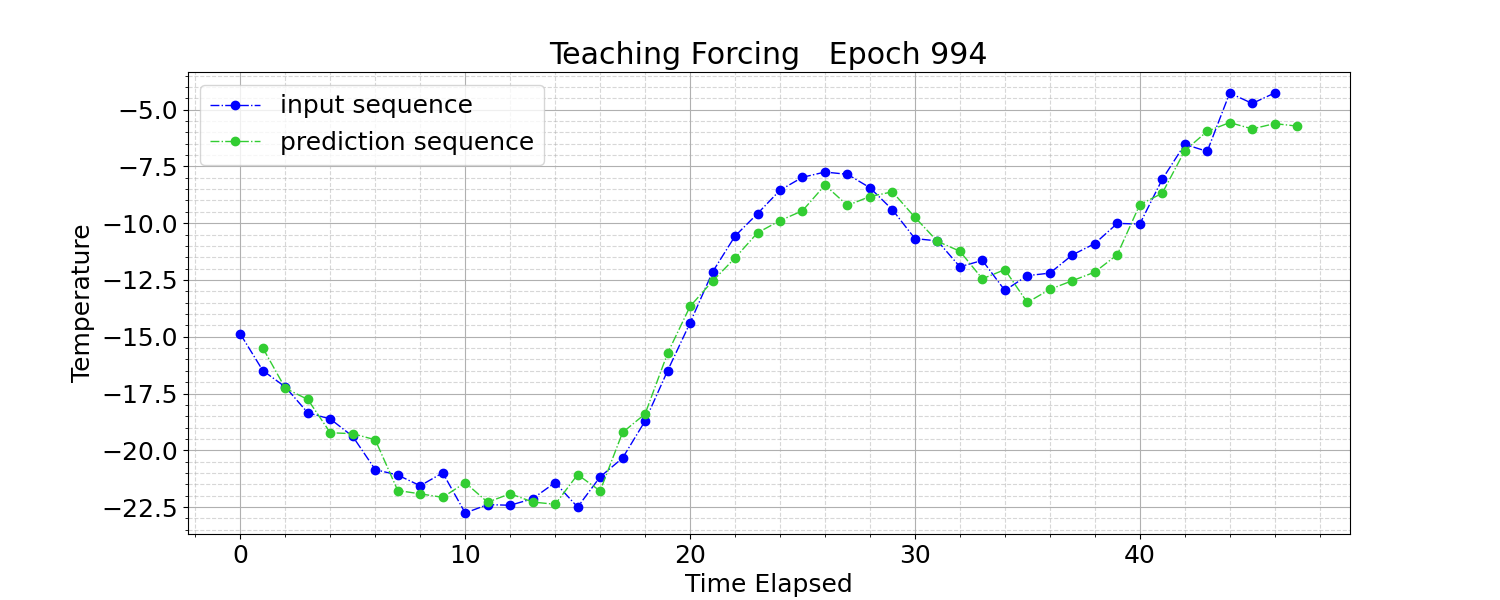 Teaching Forcing   Epoch 994
input sequence
prediction sequence
Temperature
−5.0
−7.5
−10.0
−12.5
−15.0
−17.5
−20.0
−22.5
0 10 20 30 40
Time Elapsed